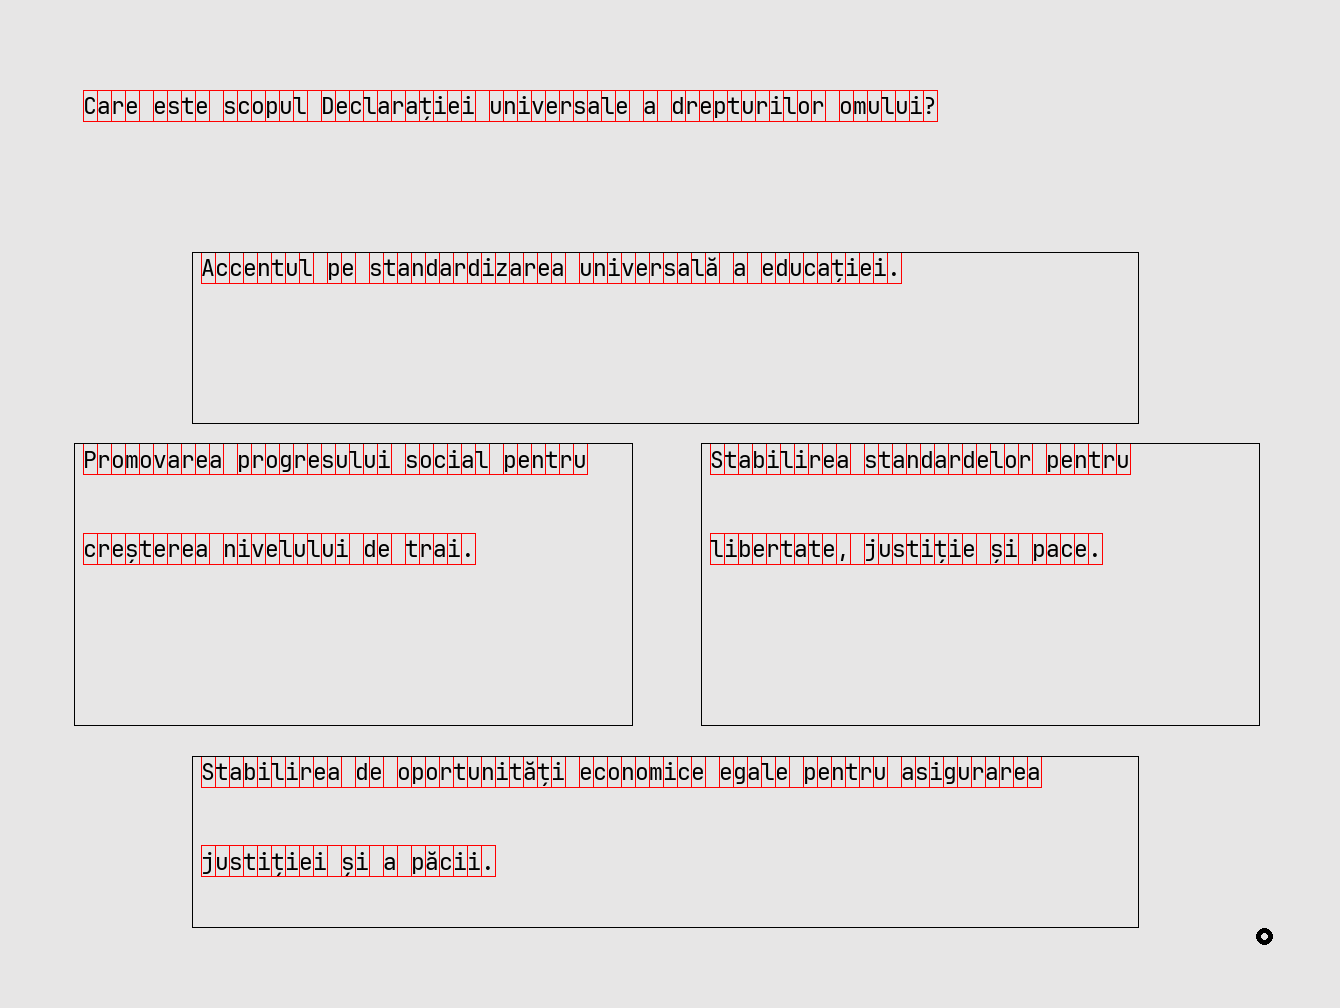 Care este scopul Declarației universale a drepturilor omului?
Accentul pe standardizarea universală a educației.
Promovarea progresului social pentru
creșterea nivelului de trai.
Stabilirea standardelor pentru
libertate, justiție și pace.
Stabilirea de oportunități economice egale pentru asigurarea
justiției și a păcii.